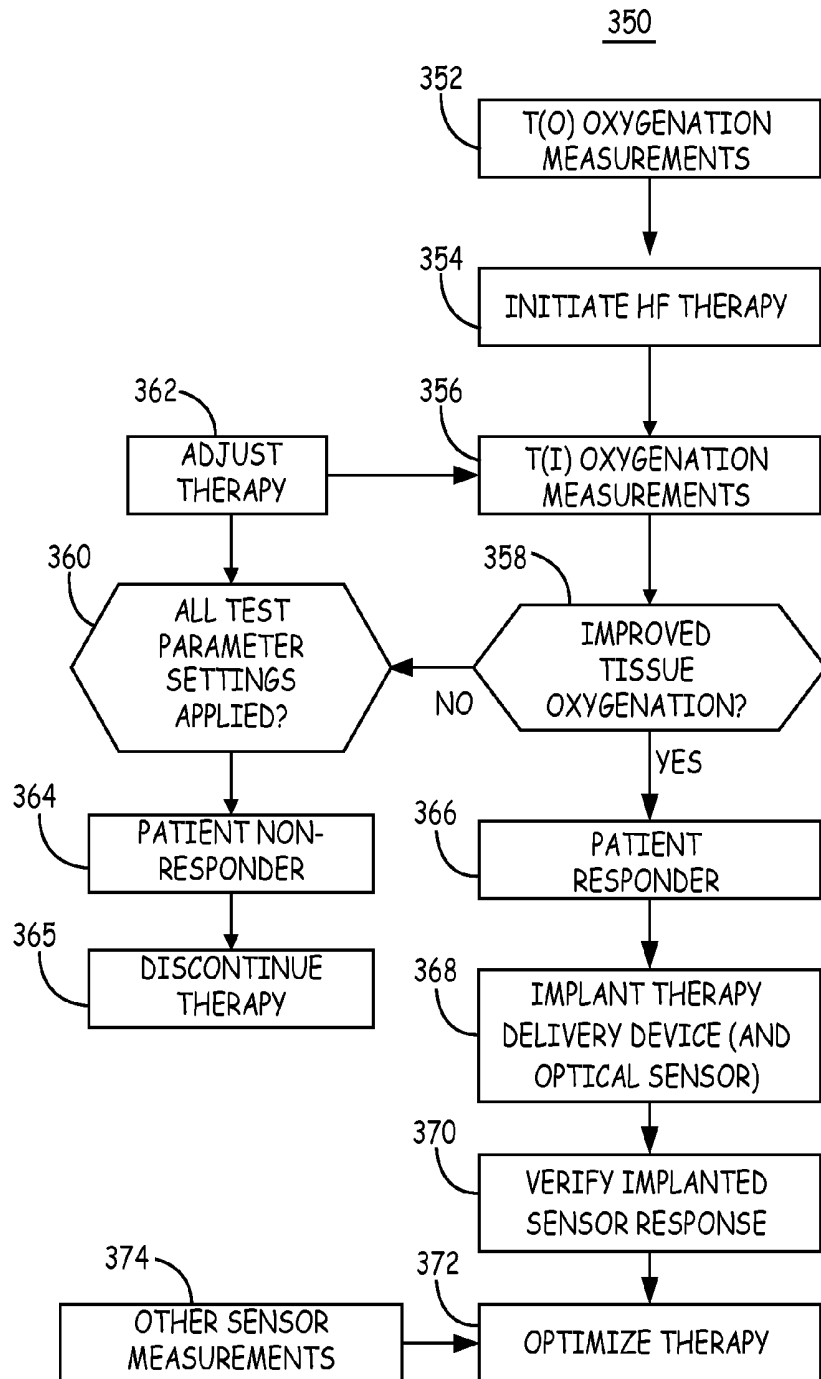 350
352
T(O) OXYGENATION
MEASUREMENTS
354
INITIATE HF THERAPY
362
ADJUST
THERAPY
356
T(I) OXYGENATION
MEASUREMENTS
360
ALL TEST
PARAMETER
SETTINGS
APPLIED?
358
IMPROVED
TISSUE
OXYGENATION?
NO
YES
364
PATIENT NON-
RESPONDER
366
PATIENT
RESPONDER
365
DISCONTINUE
THERAPY
368
IMPLANT THERAPY
DELIVERY DEVICE (AND
OPTICAL SENSOR)
370
VERIFY IMPLANTED
SENSOR RESPONSE
374
OTHER SENSOR
MEASUREMENTS
372
OPTIMIZE THERAPY